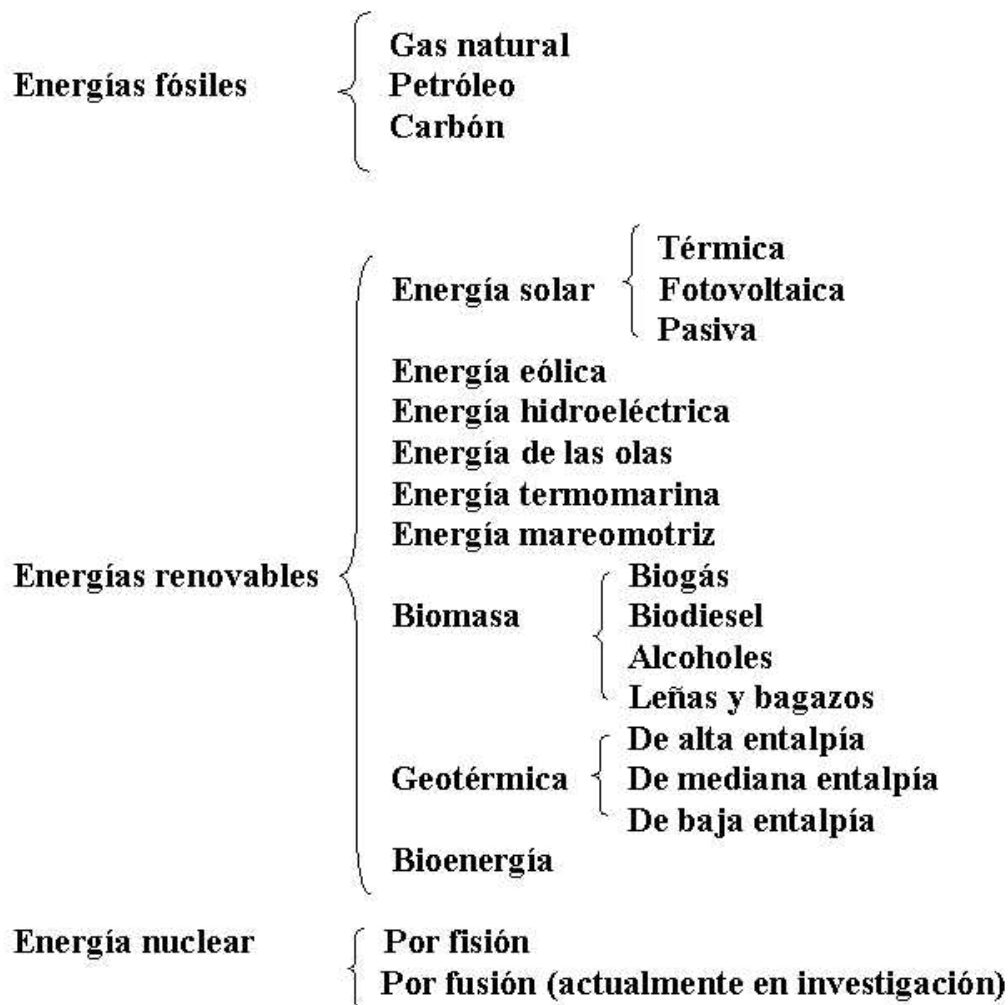 Gas natural
Energías fósiles
Petróleo
Carbón
Térmica
Energía solar
Fotovoltaica
Pasiva
Energía eólica
Energía hidroeléctrica
Energía de las olas
Energía termomarina
Energía mareomotriz
Energías renovables
Biogás
Biomasa
Biodiesel
Alcoholes
Leñas y bagazos
De alta entalpía
Geotérmica
De mediana entalpía
De baja entalpía
Bioenergía
Energía nuclear
Por fisión
Por fusión (actualmente en investigación)